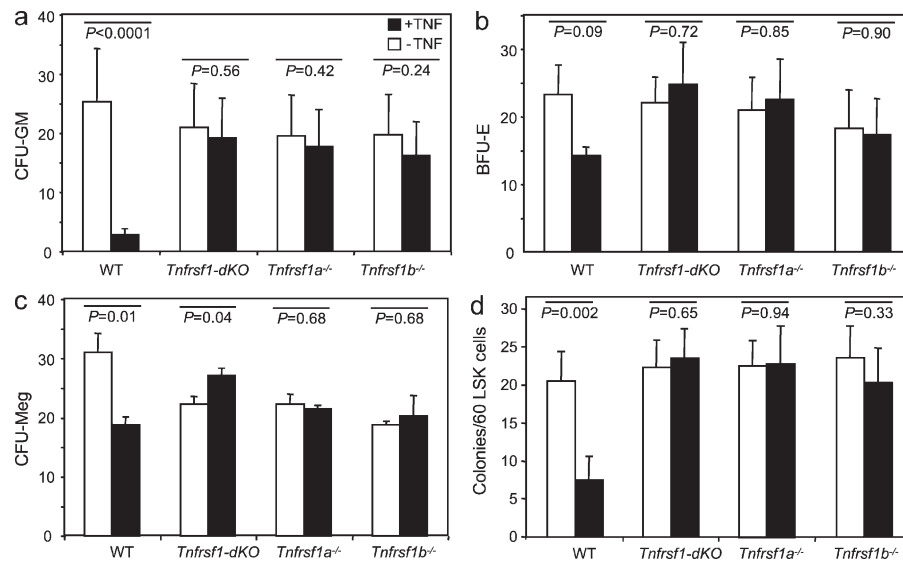 a
40
30
20
10
0
CFU-GM
P<0.0001
P=0.56
P=0.42
P=0.24
+TNF
-TNF
WT
Tnfrsf1-dKO
Tnfrsf1a-/-
Tnfrsf1b-/-
b
30
20
10
0
BFU-E
P=0.09
P=0.72
P=0.85
P=0.90
WT
Tnfrsf1-dKO
Tnfrsf1a-/-
Tnfrsf1b-/-
c
40
30
20
10
0
CFU-Meg
P=0.01
P=0.04
P=0.68
P=0.68
WT
Tnfrsf1-dKO
Tnfrsf1a-/-
Tnfrsf1b-/-
d
30
25
20
15
10
5
0
Colonies/60 LSK cells
P=0.002
P=0.65
P=0.94
P=0.33
WT
Tnfrsf1-dKO
Tnfrsf1a-/-
Tnfrsf1b-/-